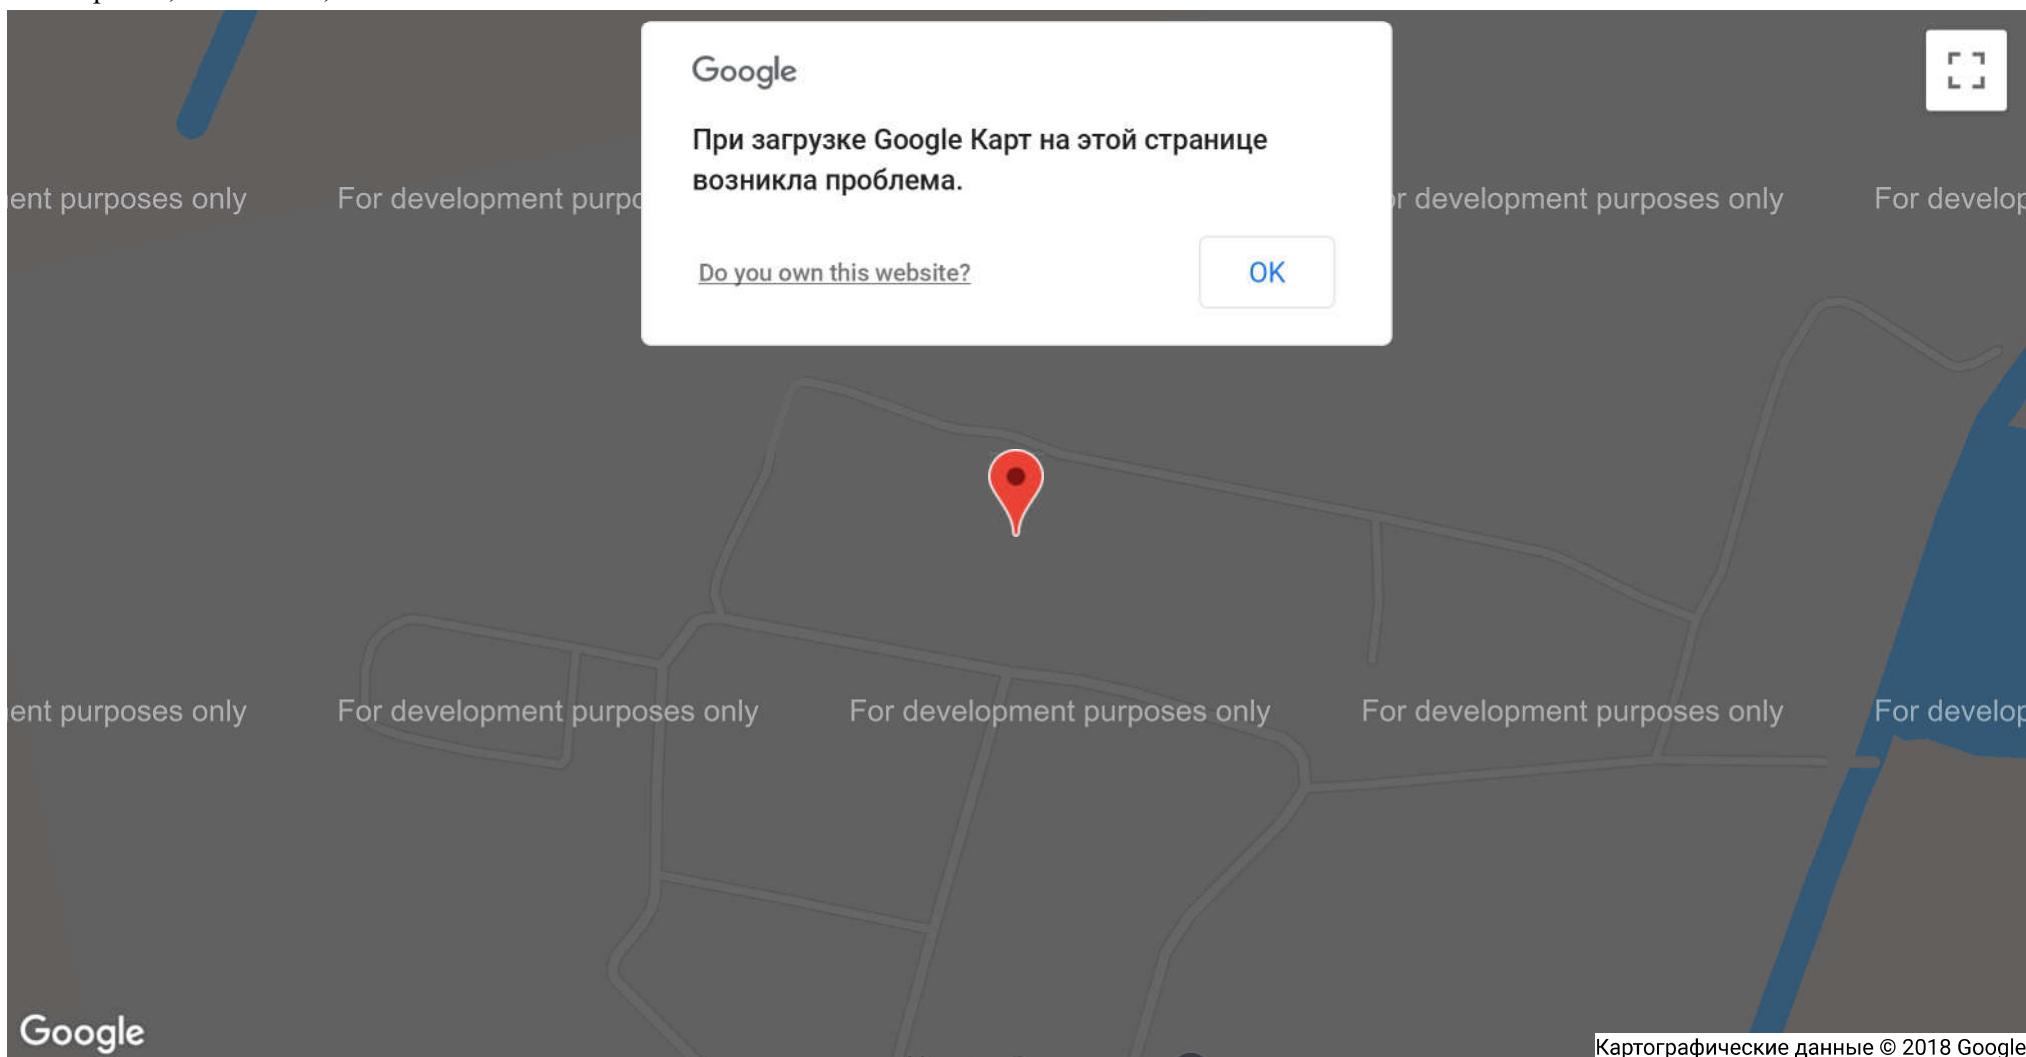 Google
При загрузке Google Карт на этой странице
возникла проблема.
ent purposes only For development purpo r development purposes only For develop
Do you own this website? OK
ent purposes only For development purposes only For development purposes only For development purposes only For develop
Google
Картографические данные © 2018 Google